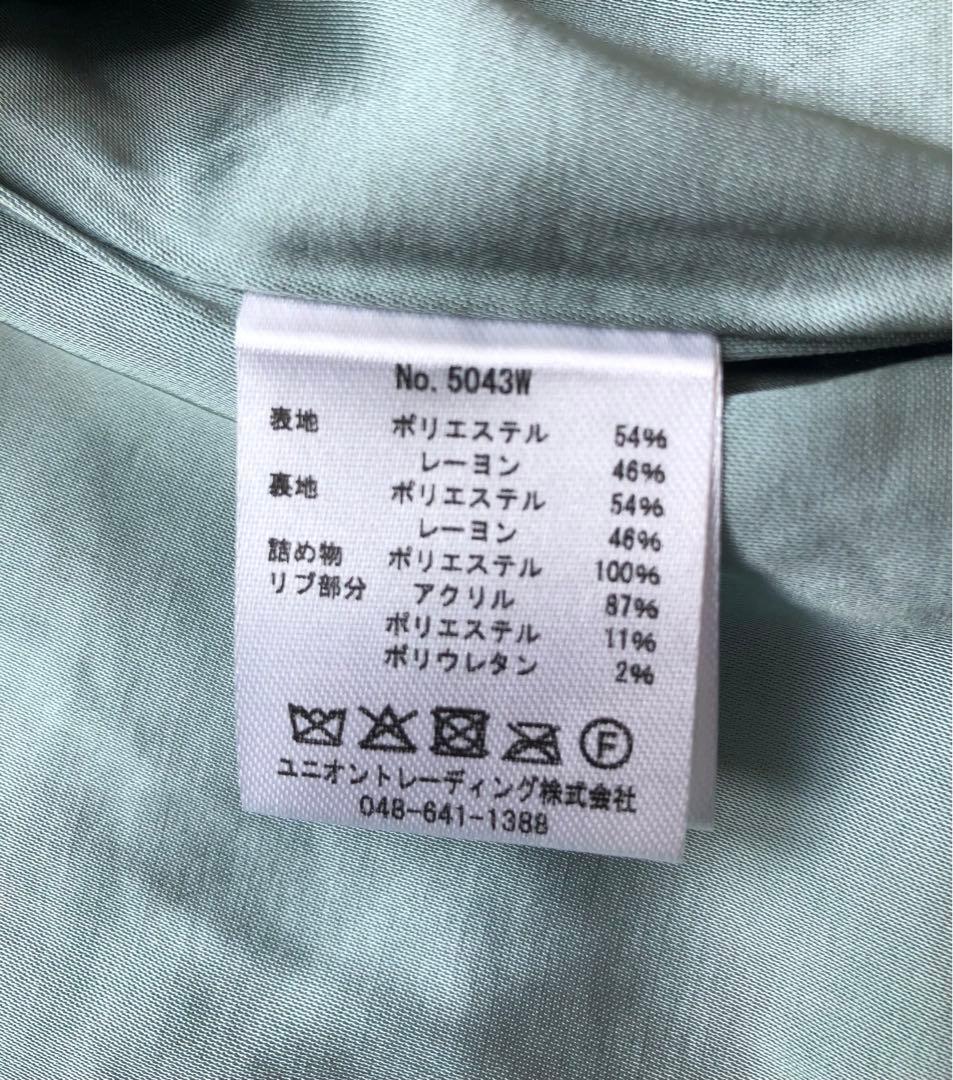 No. 5043W
表地 ポリエステル 54%
レーヨン 46%
裏地 ポリエステル 54%
レーヨン 46%
詰め物 ポリエステル 100%
リブ部分 アクリル 87%
ポリエステル 11%
ポリウレタン 2%
F
ユニオントレーディング株式会社
048-641-1388